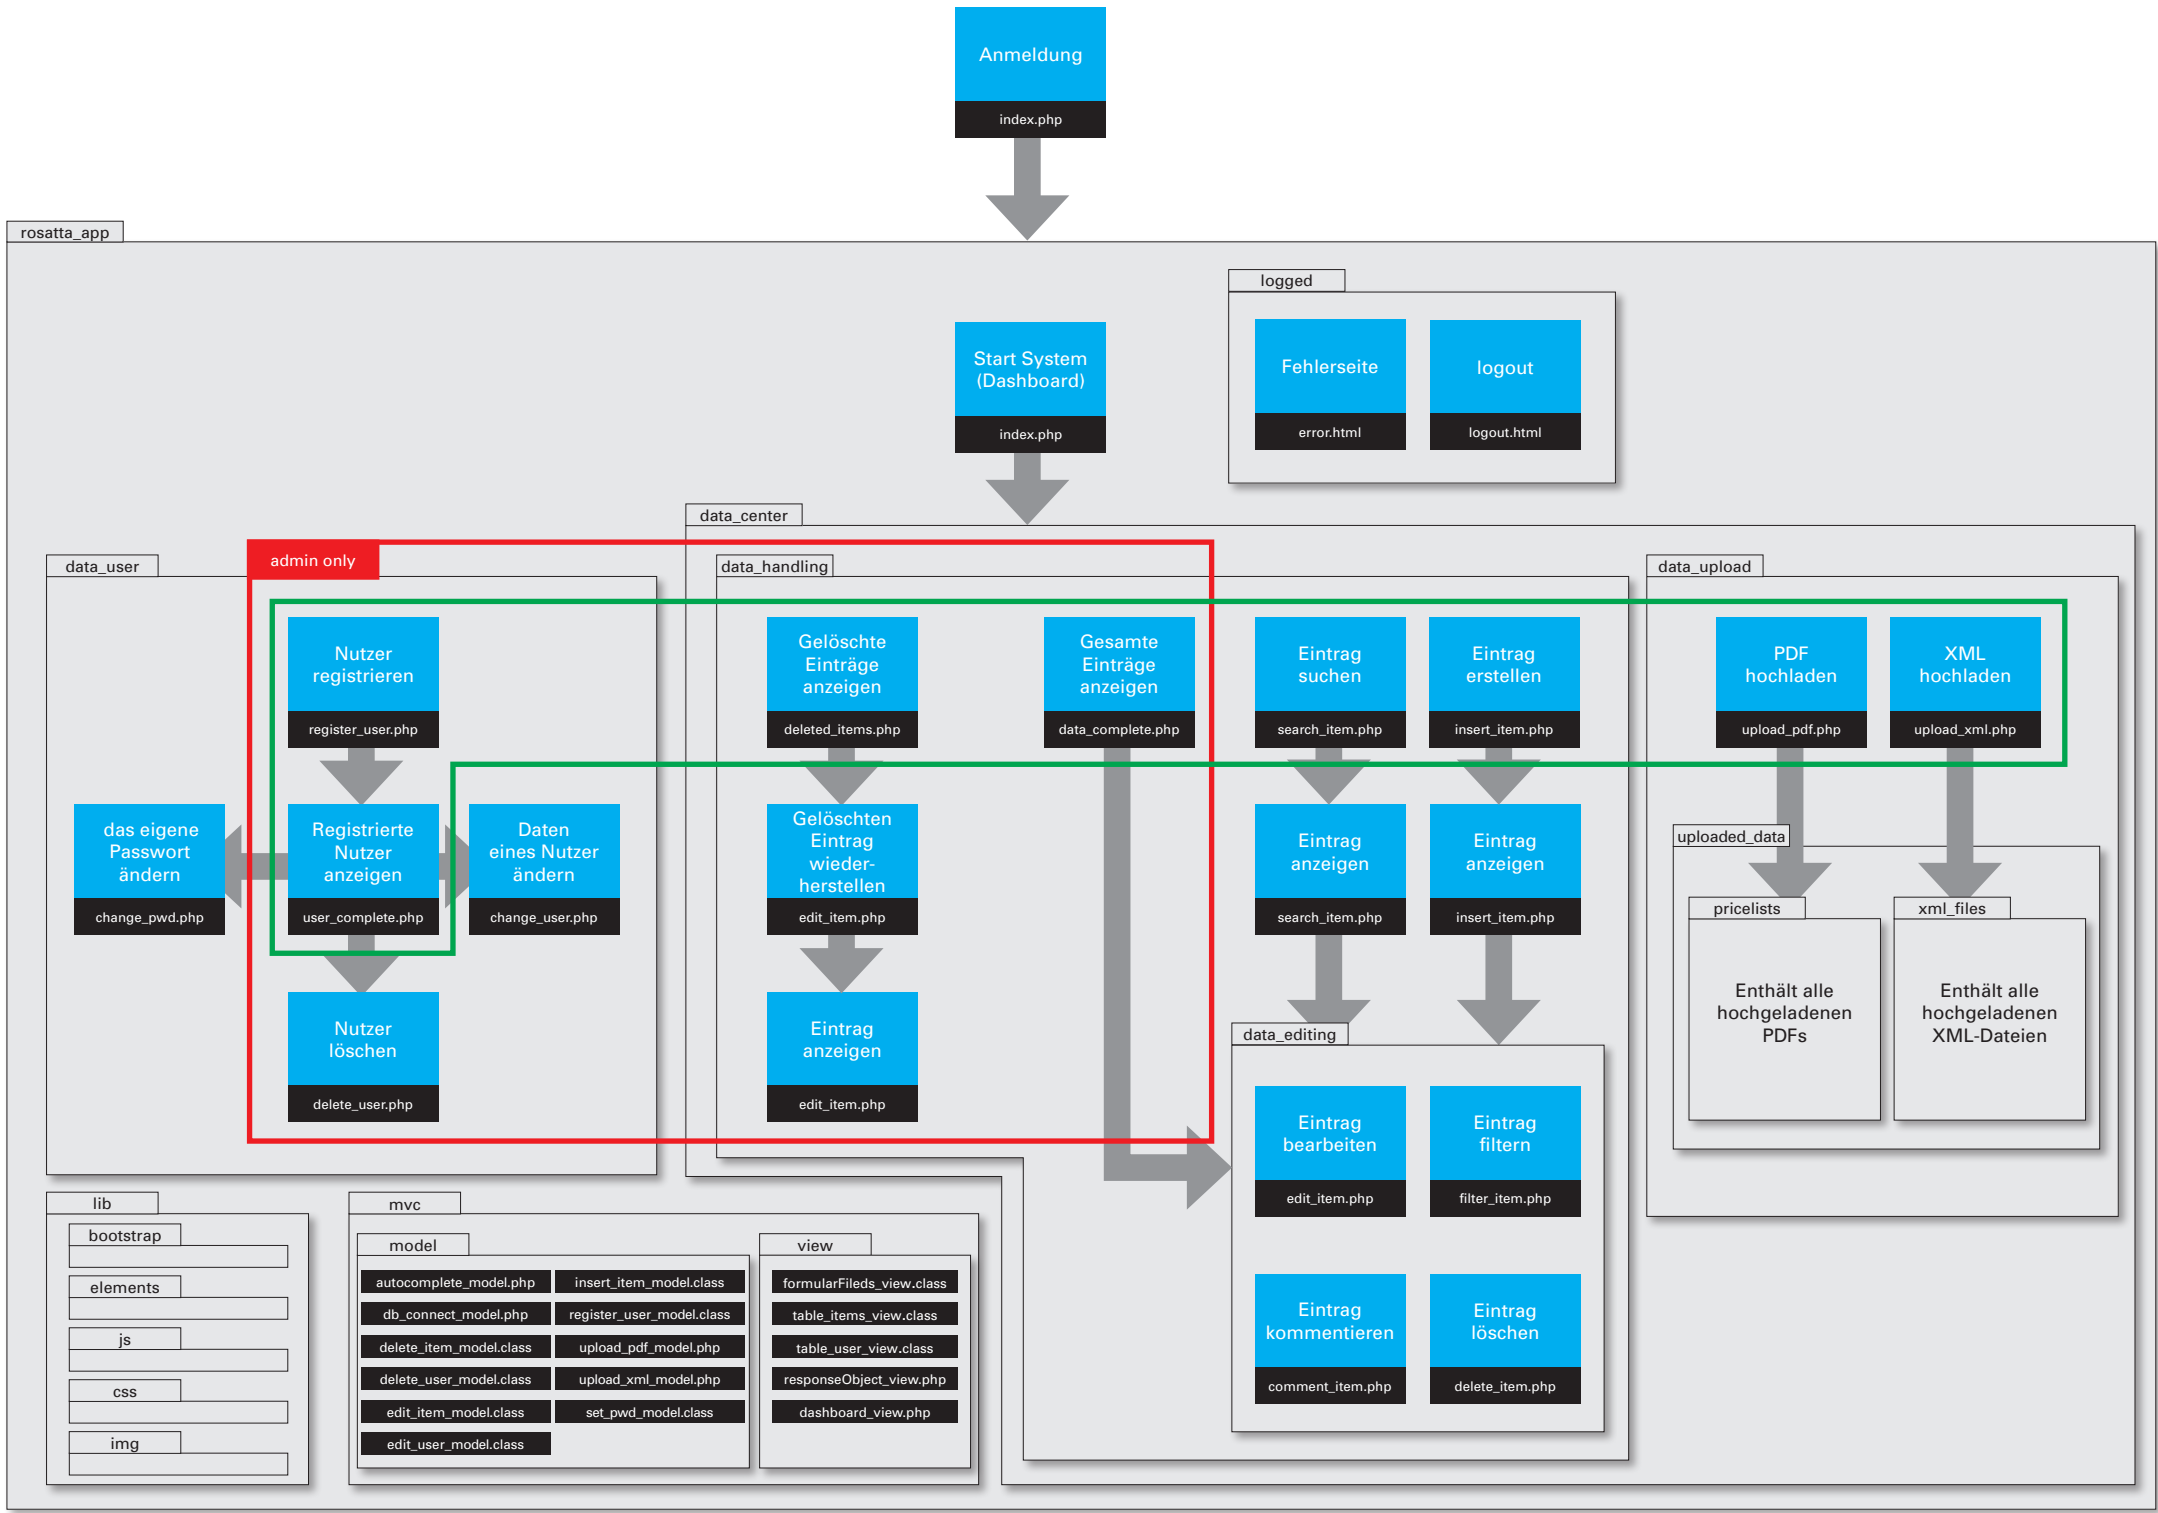 Anmeldung
index.php
rosatta_app
logged
Fehlerseite
error.html
logout
logout.html
Start System
(Dashboard)
index.php
data_center
data_user
admin only
data_handling
data_upload
Nutzer
registrieren
register_user.php
Gelöschte
Einträge
anzeigen
deleted_items.php
Gesamte
Einträge
anzeigen
data_complete.php
Eintrag
suchen
search_item.php
Eintrag
erstellen
insert_item.php
PDF
hochladen
upload_pdf.php
XML
hochladen
upload_xml.php
das eigene
Passwort
ändern
change_pwd.php
Registrierte
Nutzer
anzeigen
user_complete.php
Daten
eines Nutzer
ändern
change_user.php
Gelöschten
Eintrag
wieder-
herstellen
edit_item.php
Eintrag
anzeigen
search_item.php
Eintrag
anzeigen
insert_item.php
uploaded_data
pricelists
Enthält alle
hochgeladenen
PDFs
xml_files
Enthält alle
hochgeladenen
XML-Dateien
Nutzer
löschen
delete_user.php
Eintrag
anzeigen
edit_item.php
data_editing
Eintrag
bearbeiten
edit_item.php
Eintrag
filtern
filter_item.php
Eintrag
kommentieren
comment_item.php
Eintrag
löschen
delete_item.php
lib
bootstrap
elements
js
css
img
mvc
model
autocomplete_model.php
db_connect_model.php
delete_item_model.class
delete_user_model.class
edit_item_model.class
edit_user_model.class
insert_item_model.class
register_user_model.class
upload_pdf_model.php
upload_xml_model.php
set_pwd_model.class
view
formularFileds_view.class
table_items_view.class
table_user_view.class
responseObject_view.php
dashboard_view.php